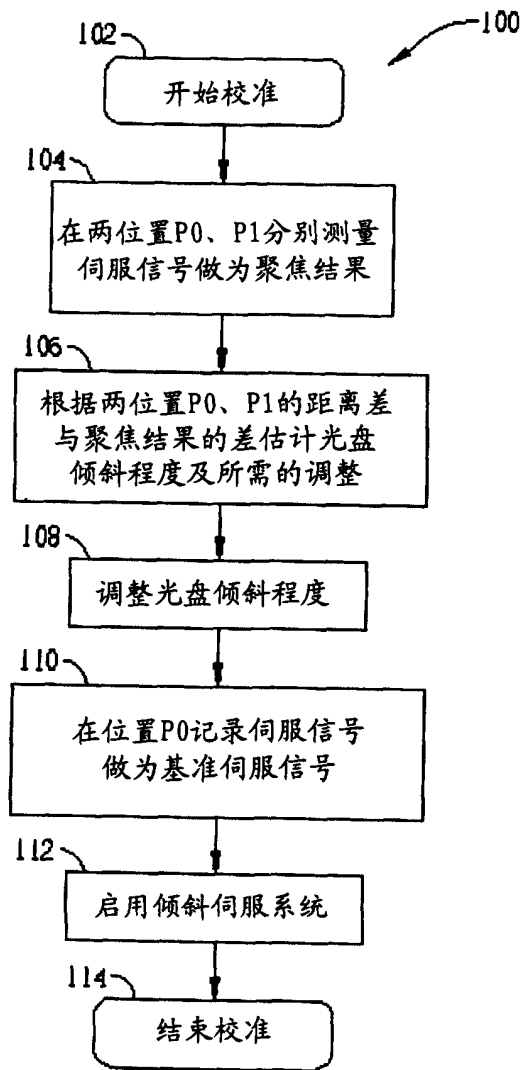 100
102
开始校准
104
在两位置P0、P1分别测量
伺服信号做为聚焦结果
106
根据两位置P0、P1的距离差
与聚焦结果的差估计光盘
倾斜程度及所需的调整
108
调整光盘倾斜程度
110
在位置P0记录伺服信号
做为基准伺服信号
112
启用倾斜伺服系统
114
结束校准